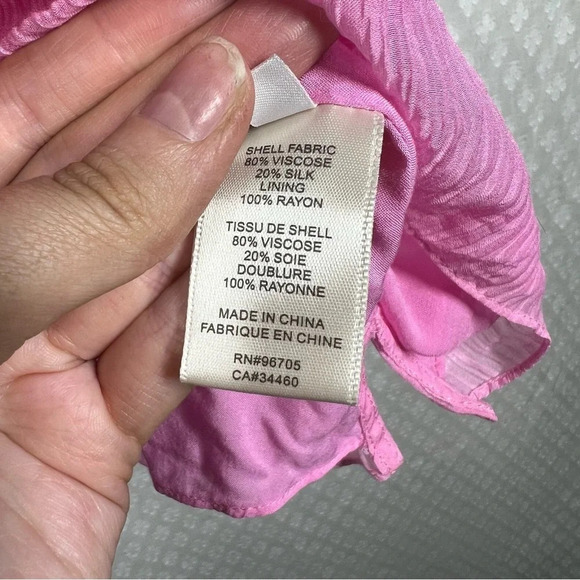 SHELL FABRIC
80% VISCOSE
20% SILK
LINING
100% RAYON
TISSU DE SHELL
80% VISCOSE
20% SOIE
DOUBLURE
100% RAYONNE
MADE IN CHINA
FABRIQUE EN CHINE
RN#96705
CA#34460